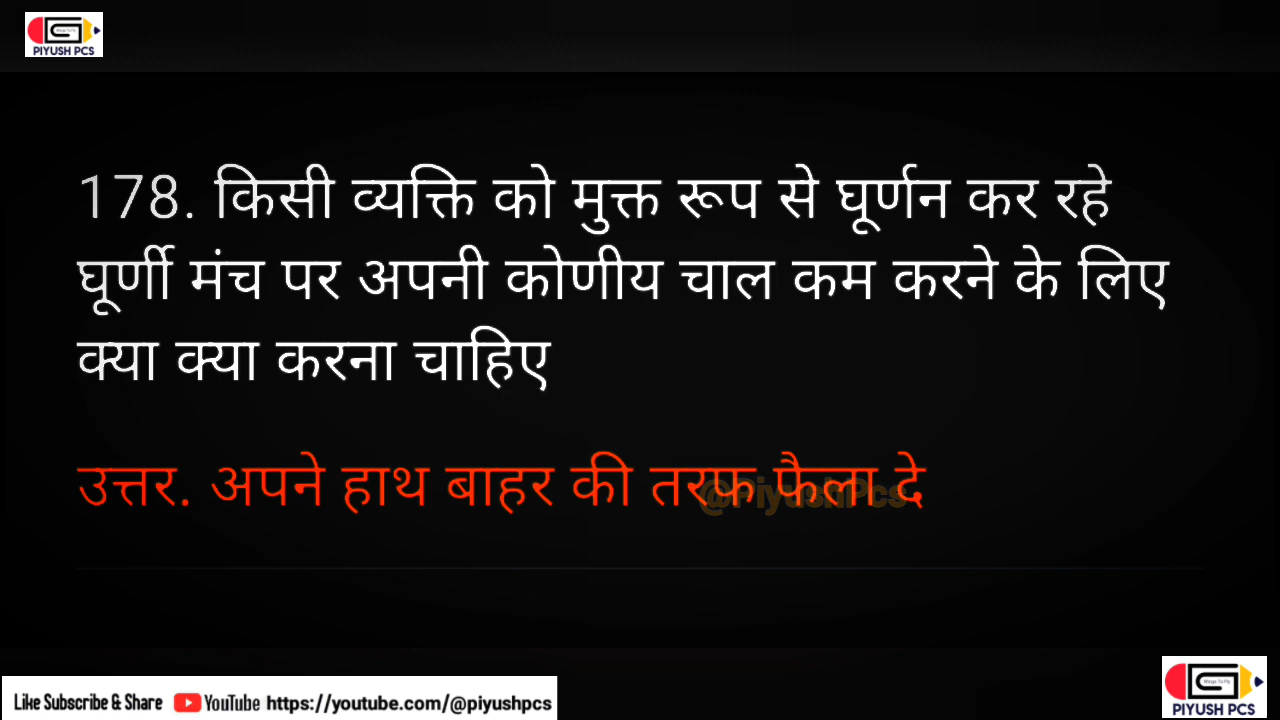 PIYUSH PCS
178. किसी व्यक्ति को मुक्त रूप से घूर्णन कर रहे
घूर्णी मंच पर अपनी कोणीय चाल कम करने के लिए
क्या क्या करना चाहिए
उत्तर. अपने हाथ बाहर की तरफ फैला दे
@PiyushPcs
Like Subscribe & Share YouTube https://youtube.com/@piyushpcs
PIYUSH PCS